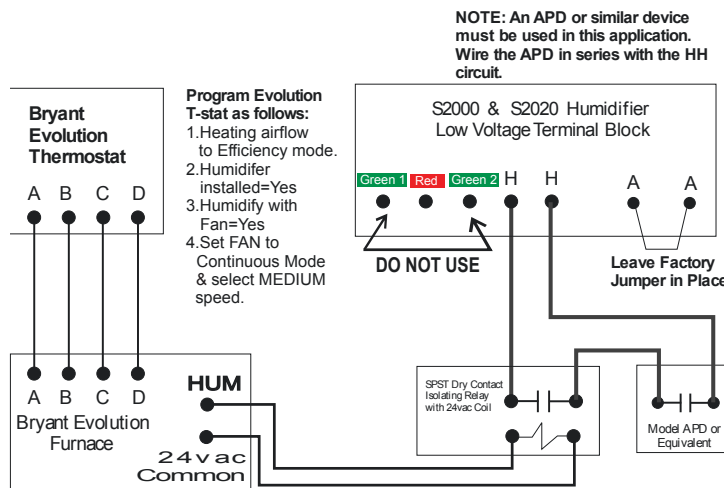 NOTE: An APD or similar device
must be used in this application.
Wire the APD in series with the HH
circuit.
Bryant
Evolution
Thermostat
A B C D
Program Evolution
T-stat as follows:
1.Heating airflow
to Efficiency mode.
2.Humidifer
installed=Yes
3.Humidify with
Fan=Yes
4.Set FAN to
Continuous Mode
& select MEDIUM
speed.
S2000 & S2020 Humidifier
Low Voltage Terminal Block
Green 1 Red Green 2 H H A A
DO NOT USE
Leave Factory
Jumper in Place
A B C D
Bryant Evolution
Furnace
HUM
24vac
Common
SPST Dry Contact
Isolating Relay
with 24vac Coil
Model APD or
Equivalent